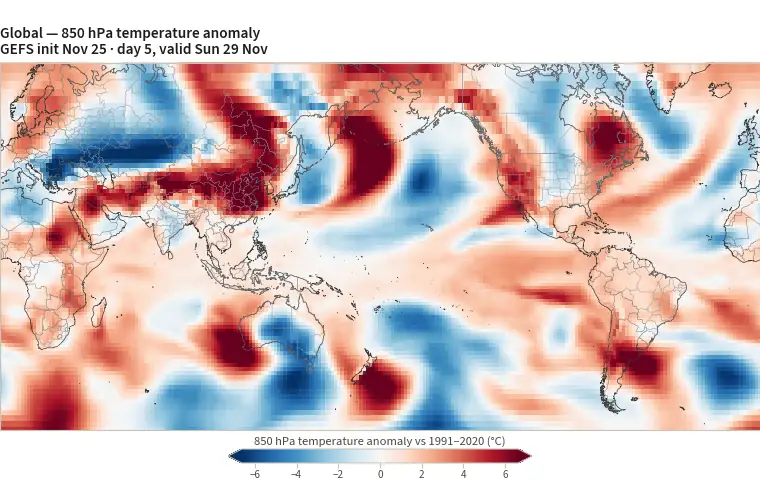 Global — 850 hPa temperature anomaly
GEFS init Nov 25 · day 5, valid Sun 29 Nov
850 hPa temperature anomaly vs 1991–2020 (°C)
−6 −4 −2 0 2 4 6